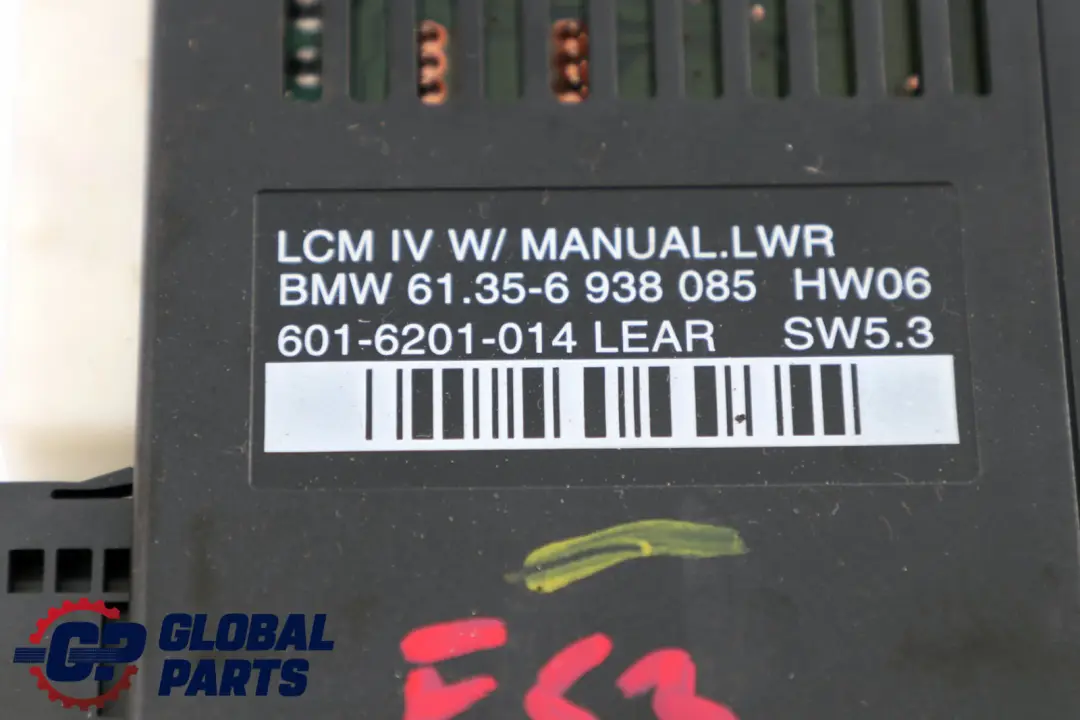 LCM IV W/ MANUAL.LWR
BMW 61.35-6 938 085 HW06
601-6201-014 LEAR SW5.3
GP GLOBAL
PARTS